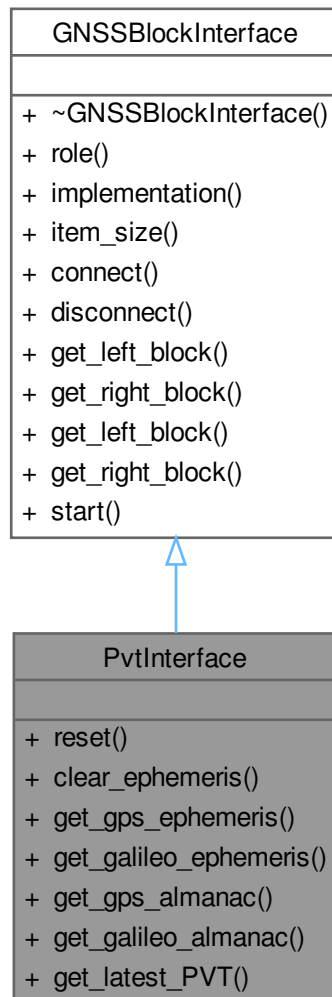 GNSSBlockInterface
+ ~GNSSBlockInterface()
+ role()
+ implementation()
+ item_size()
+ connect()
+ disconnect()
+ get_left_block()
+ get_right_block()
+ get_left_block()
+ get_right_block()
+ start()
PvtInterface
+ reset()
+ clear_ephemeris()
+ get_gps_ephemeris()
+ get_galileo_ephemeris()
+ get_gps_almanac()
+ get_galileo_almanac()
+ get_latest_PVT()